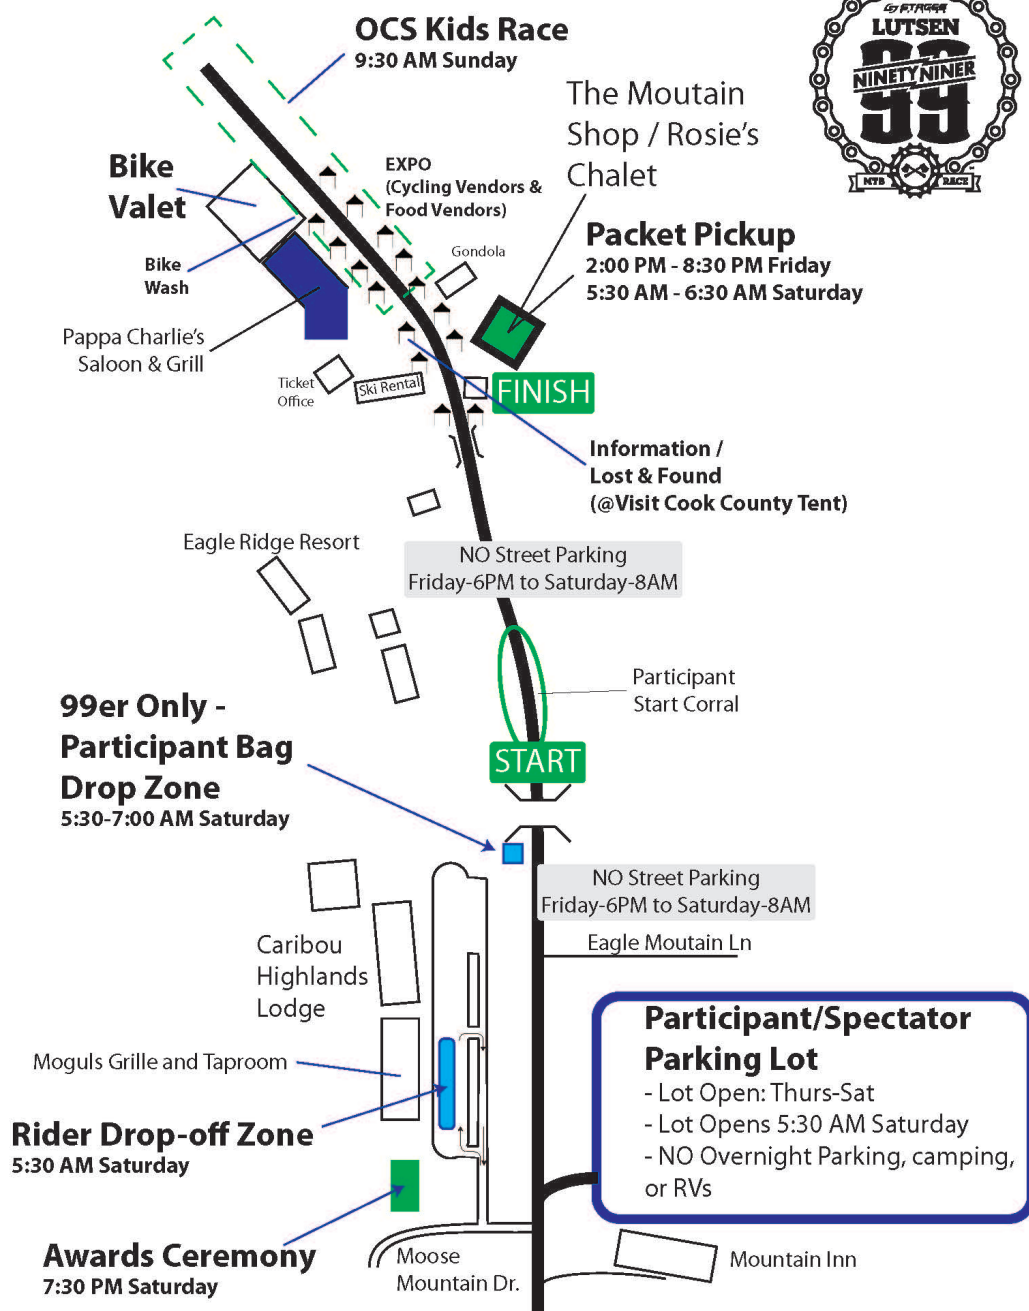 OCS Kids Race
9:30 AM Sunday
STAGES
LUTSEN
99
NINETY NINER
MTB
RACE
The Moutain
Shop / Rosie's
Chalet
Bike
Valet
EXPO
(Cycling Vendors &
Food Vendors)
Packet Pickup
2:00 PM - 8:30 PM Friday
5:30 AM - 6:30 AM Saturday
Gondola
Bike
Wash
Pappa Charlie's
Saloon & Grill
Ticket
Office
Ski Rental
FINISH
Information /
Lost & Found
(@Visit Cook County Tent)
Eagle Ridge Resort
NO Street Parking
Friday-6PM to Saturday-8AM
Participant
Start Corral
99er Only -
Participant Bag
Drop Zone
5:30-7:00 AM Saturday
START
NO Street Parking
Friday-6PM to Saturday-8AM
Eagle Moutain Ln
Caribou
Highlands
Lodge
Participant/Spectator
Parking Lot
- Lot Open: Thurs-Sat
- Lot Opens 5:30 AM Saturday
- NO Overnight Parking, camping,
or RVs
Moguls Grille and Taproom
Rider Drop-off Zone
5:30 AM Saturday
Awards Ceremony
7:30 PM Saturday
Moose
Mountain Dr.
Mountain Inn